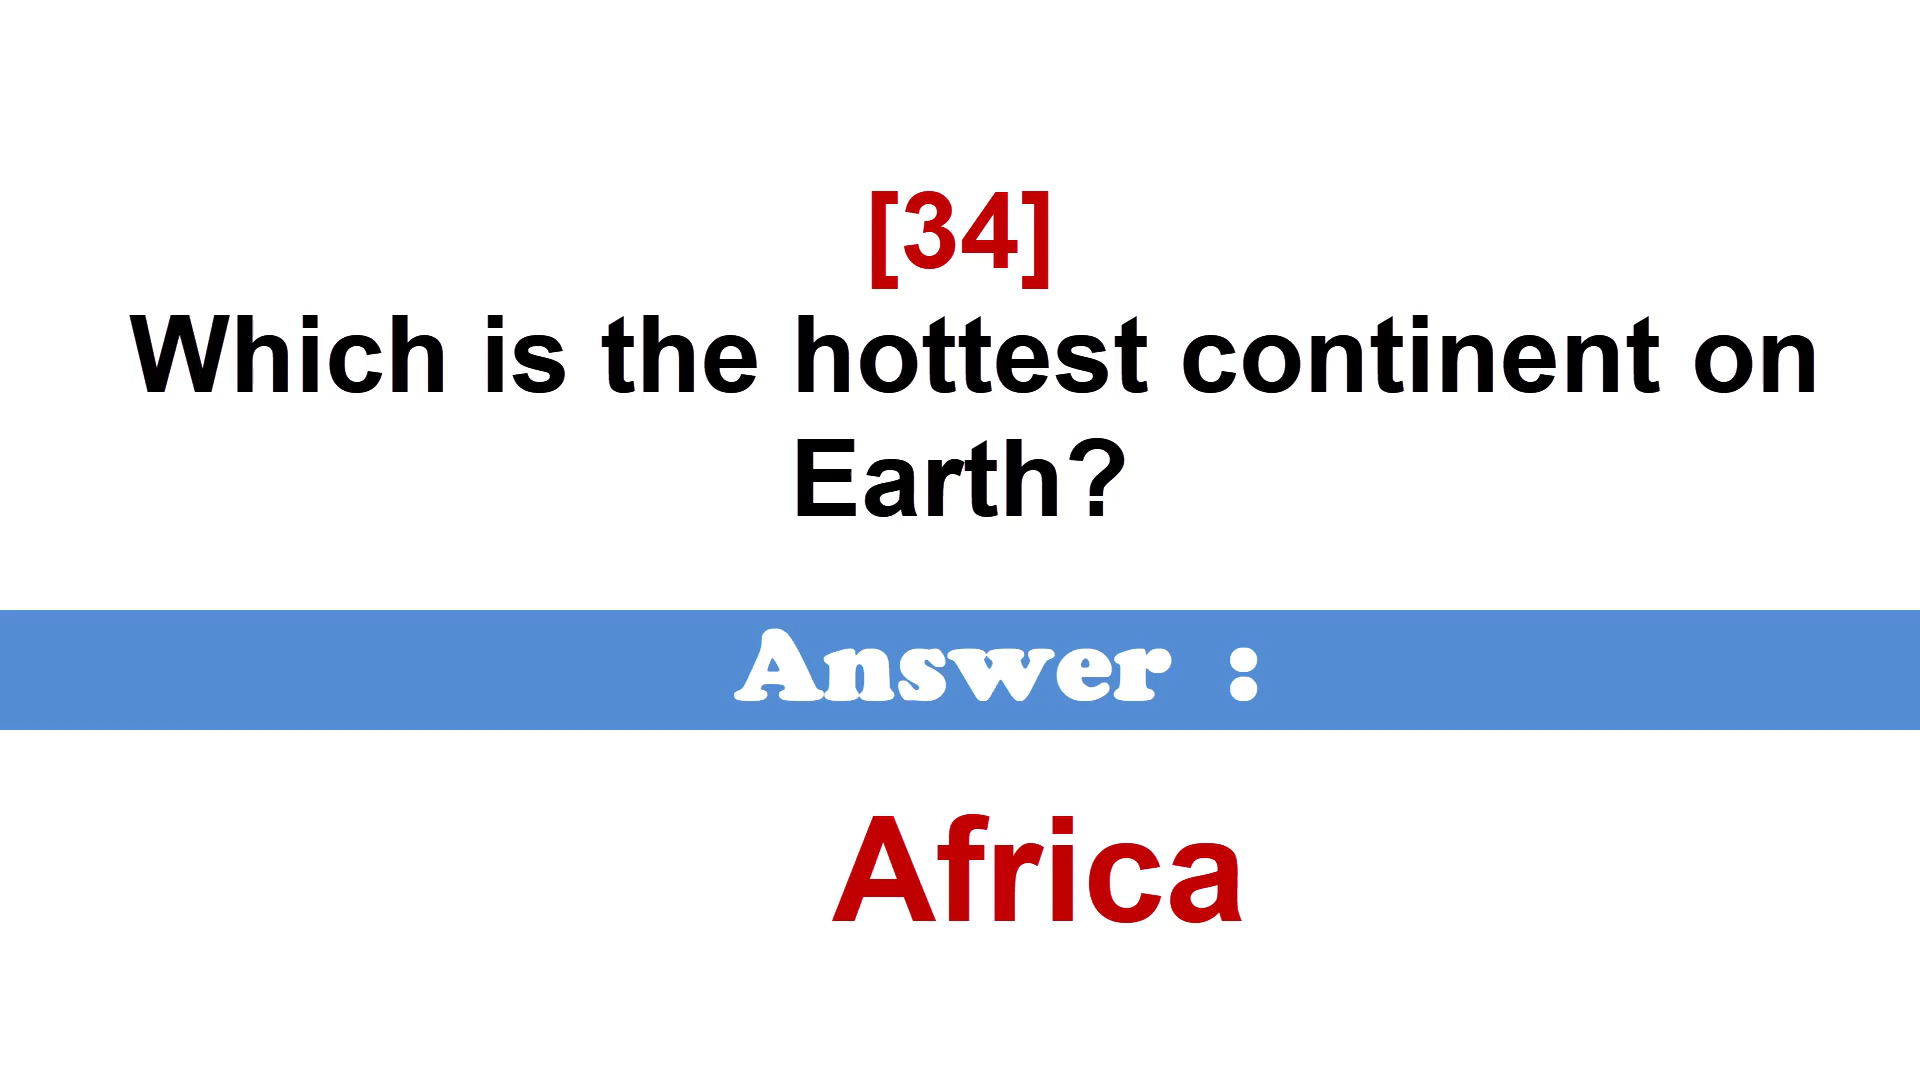 [34]
Which is the hottest continent on
Earth?
Answer :
Africa